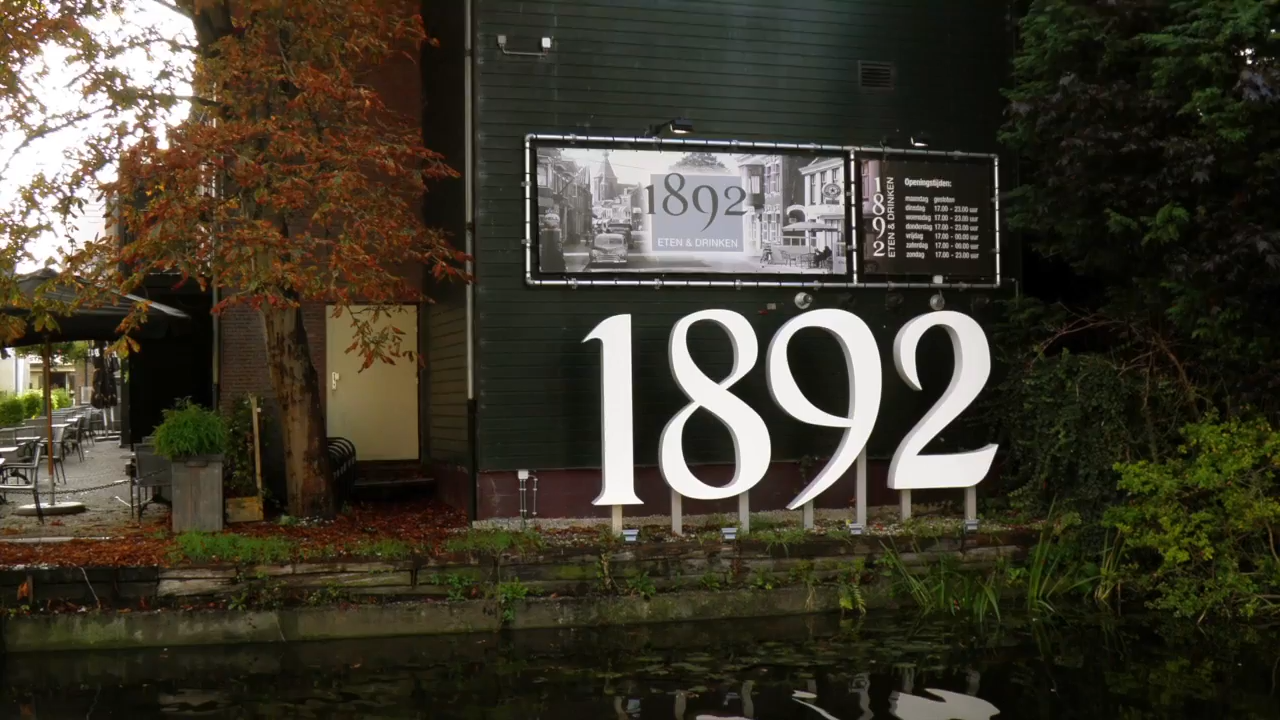 1892
ETEN & DRINKEN
1892
ETEN & DRINKEN
Openingstijden:
maandag gesloten
dinsdag 17.00 - 23.00 uur
woensdag 17.00 - 23.00 uur
donderdag 17.00 - 23.00 uur
vrijdag 17.00 - 00.00 uur
zaterdag 17.00 - 00.00 uur
zondag 17.00 - 23.00 uur
1892